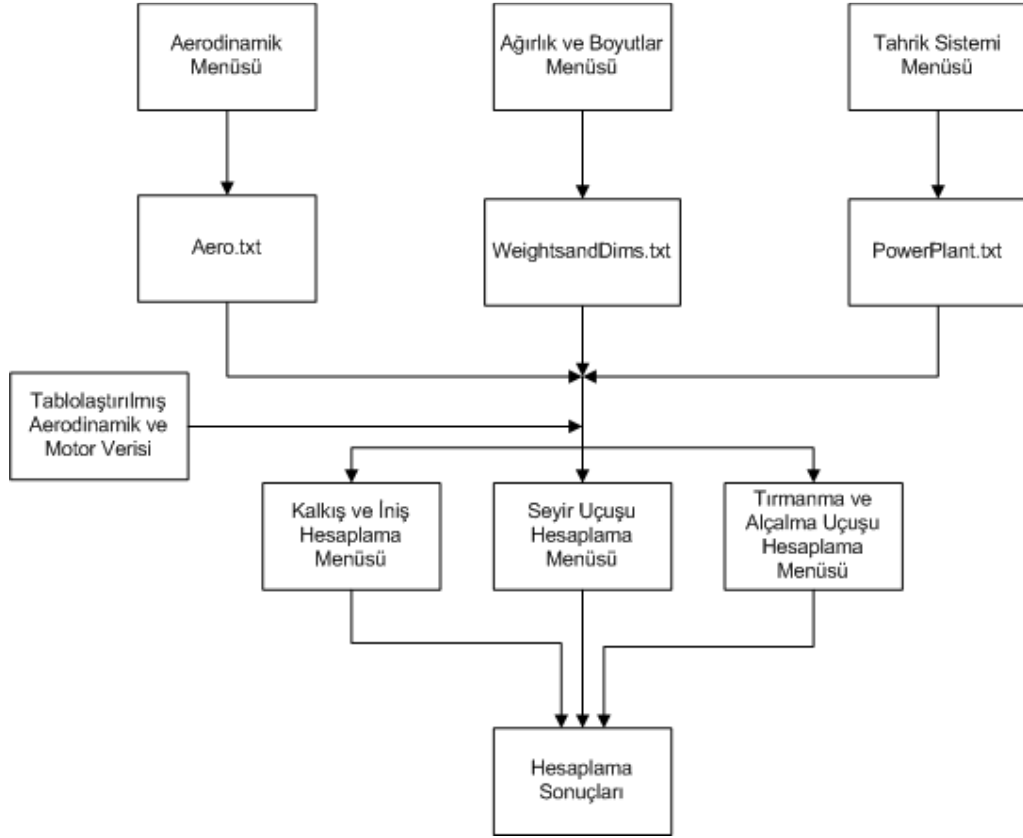 Aerodinamik
Menüsü
Ağırlık ve Boyutlar
Menüsü
Tahrik Sistemi
Menüsü
Aero.txt
WeightsandDims.txt
PowerPlant.txt
Tablolaştırılmış
Aerodinamik ve
Motor Verisi
Kalkış ve İniş
Hesaplama
Menüsü
Seyir Uçuşu
Hesaplama
Menüsü
Tırmanma ve
Alçalma Uçuşu
Hesaplama
Menüsü
Hesaplama
Sonuçları